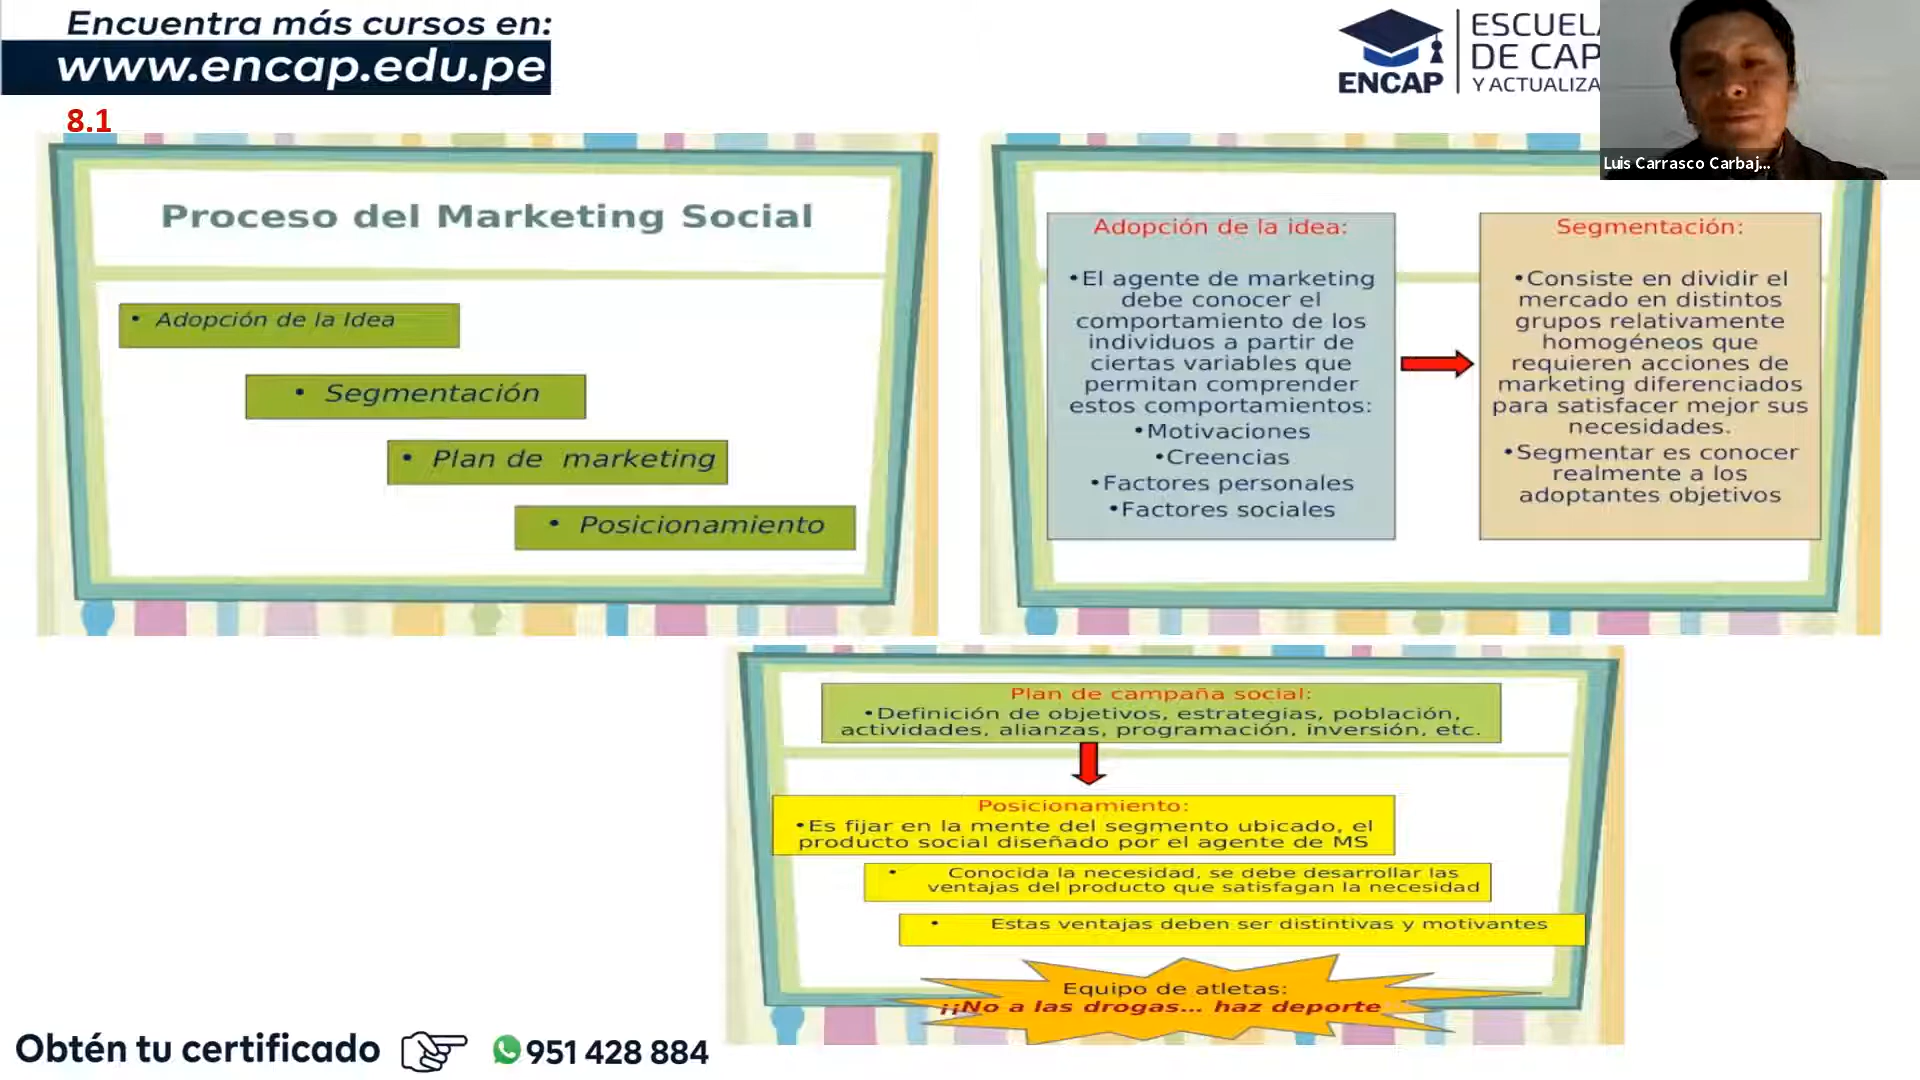 Encuentra más cursos en:
www.encap.edu.pe
ENCAP
ESCUELA
DE CAP
Y ACTUALIZA
Luis Carrasco Carbaj...
8.1
Proceso del Marketing Social
• Adopción de la Idea
• Segmentación
• Plan de marketing
• Posicionamiento
Adopción de la idea:
•El agente de marketing
debe conocer el
comportamiento de los
individuos a partir de
ciertas variables que
permitan comprender
estos comportamientos:
•Motivaciones
•Creencias
•Factores personales
•Factores sociales
Segmentación:
•Consiste en dividir el
mercado en distintos
grupos relativamente
homogéneos que
requieren acciones de
marketing diferenciados
para satisfacer mejor sus
necesidades.
•Segmentar es conocer
realmente a los
adoptantes objetivos
Plan de campaña social:
•Definición de objetivos, estrategias, población,
actividades, alianzas, programación, inversión, etc.
Posicionamiento:
•Es fijar en la mente del segmento ubicado, el
producto social diseñado por el agente de MS
• Conocida la necesidad, se debe desarrollar las
ventajas del producto que satisfagan la necesidad
• Estas ventajas deben ser distintivas y motivantes
Equipo de atletas:
¡¡No a las drogas... haz deporte
Obtén tu certificado
951 428 884